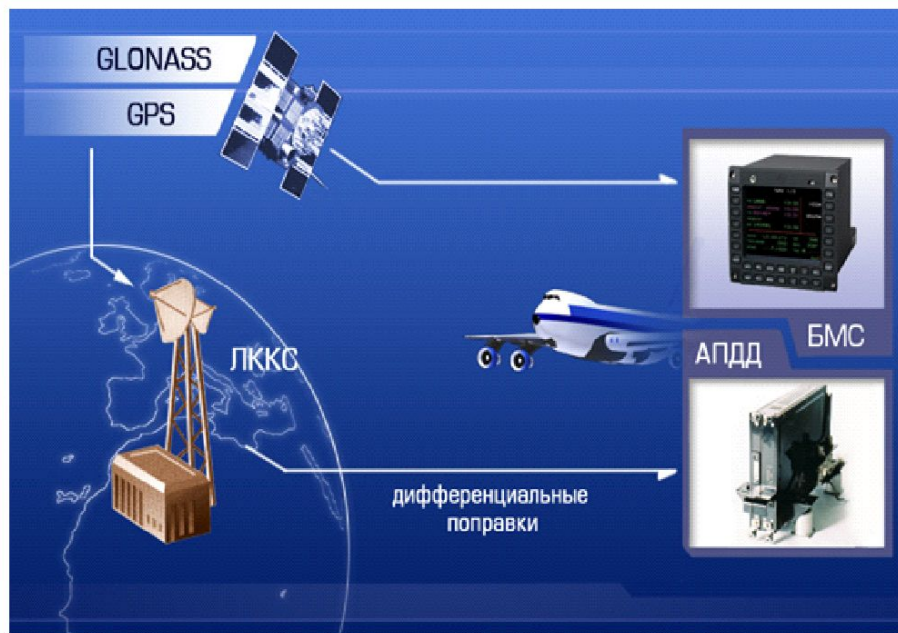 GLONASS
GPS
ЛККС
БМС
АПДД
дифференциальные
поправки